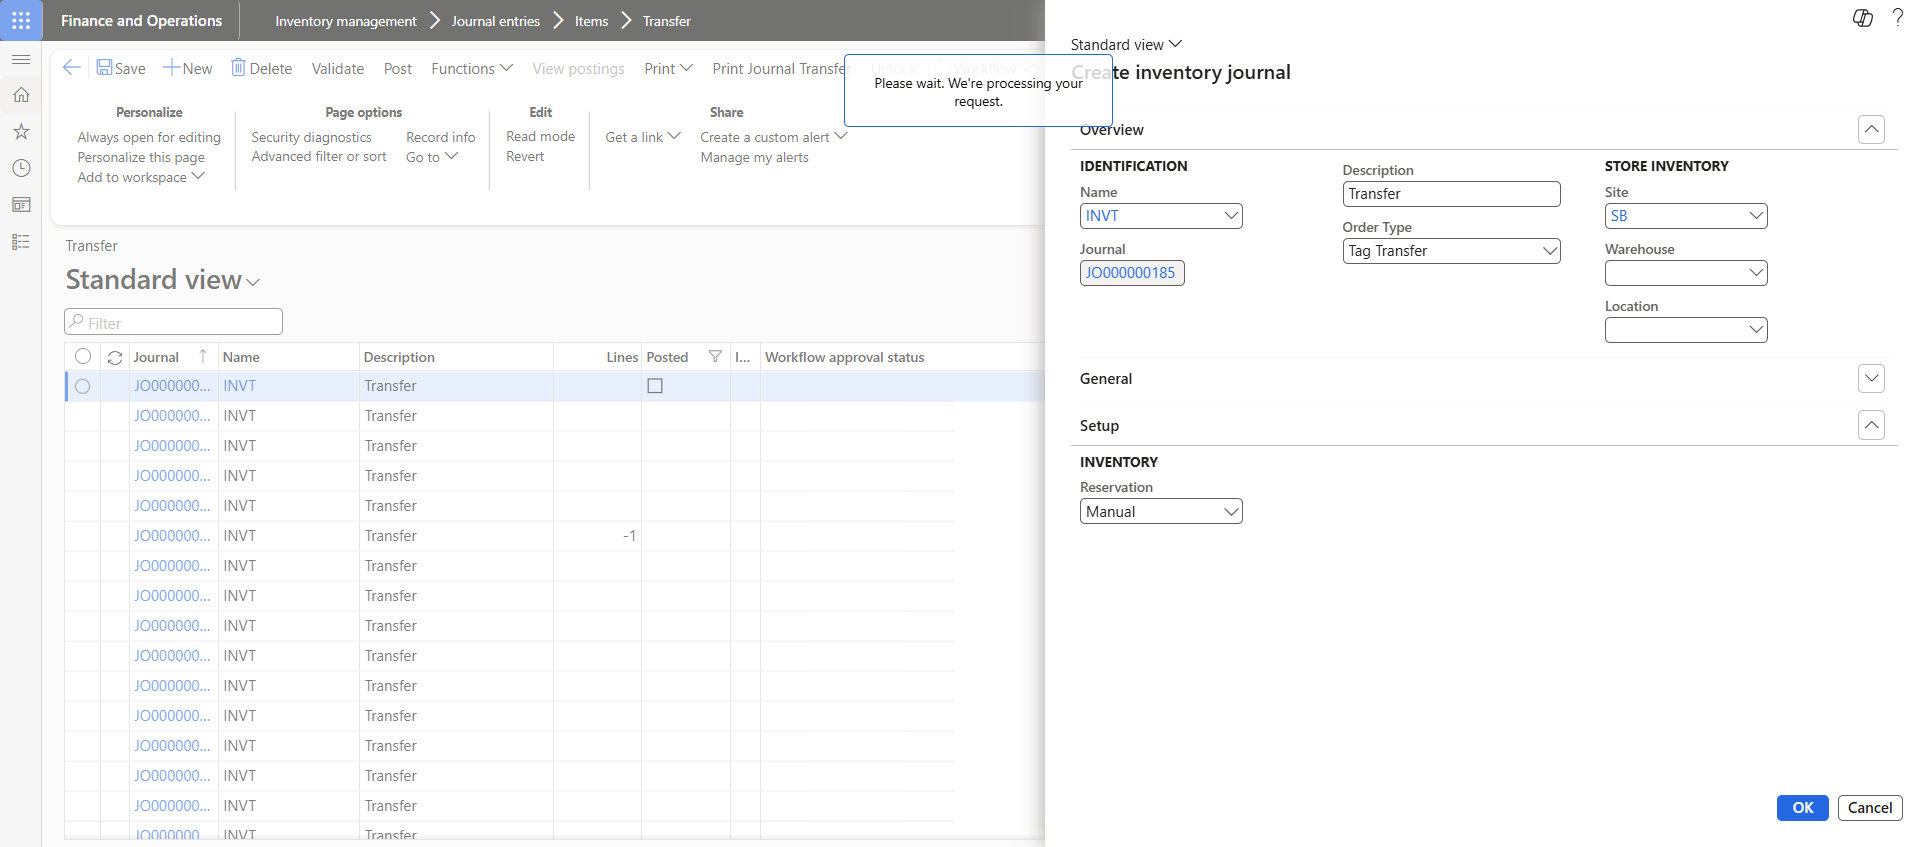 Finance and Operations
Inventory management > Journal entries > Items > Transfer
Save New Delete Validate Post Functions View postings Print Print Journal Transfer Unlock Workflow
Please wait. We're processing your
request.
Personalize
Always open for editing
Personalize this page
Add to workspace
Page options
Security diagnostics
Advanced filter or sort
Record info
Go to
Edit
Read mode
Revert
Get a link
Share
Create a custom alert
Manage my alerts
Transfer
Standard view
Filter
Journal Name Description Lines Posted I... Workflow approval status
JO000000... INVT Transfer
JO000000... INVT Transfer
JO000000... INVT Transfer
JO000000... INVT Transfer
JO000000... INVT Transfer
JO000000... INVT Transfer -1
JO000000... INVT Transfer
JO000000... INVT Transfer
JO000000... INVT Transfer
JO000000... INVT Transfer
JO000000... INVT Transfer
JO000000... INVT Transfer
JO000000... INVT Transfer
JO000000... INVT Transfer
JO000000... INVT Transfer
JO000000 INVT Transfer
?
Standard view
Create inventory journal
Overview
IDENTIFICATION
Name
INVT
Journal
JO000000185
Description
Transfer
Order Type
Tag Transfer
STORE INVENTORY
Site
SB
Warehouse
Location
General
Setup
INVENTORY
Reservation
Manual
OK Cancel